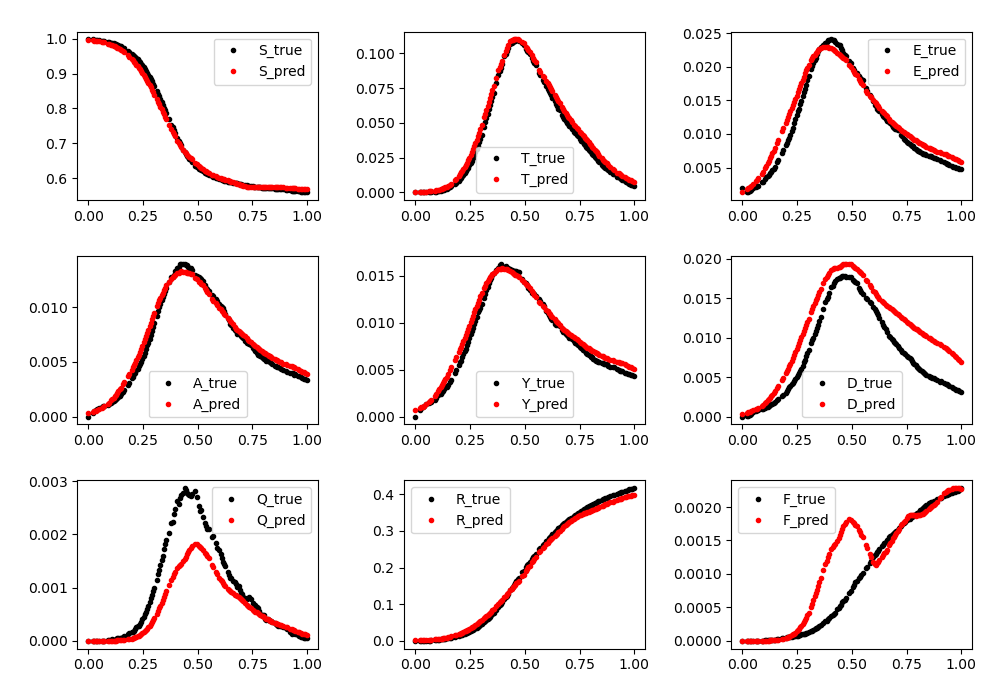 1.0
0.9
0.8
0.7
0.6
0.00 0.25 0.50 0.75 1.00
S_true
S_pred
0.100
0.075
0.050
0.025
0.000
0.00 0.25 0.50 0.75 1.00
T_true
T_pred
0.025
0.020
0.015
0.010
0.005
0.00 0.25 0.50 0.75 1.00
E_true
E_pred
0.010
0.005
0.000
0.00 0.25 0.50 0.75 1.00
A_true
A_pred
0.015
0.010
0.005
0.000
0.00 0.25 0.50 0.75 1.00
Y_true
Y_pred
0.020
0.015
0.010
0.005
0.000
0.00 0.25 0.50 0.75 1.00
D_true
D_pred
0.003
0.002
0.001
0.000
0.00 0.25 0.50 0.75 1.00
Q_true
Q_pred
0.4
0.3
0.2
0.1
0.0
0.00 0.25 0.50 0.75 1.00
R_true
R_pred
0.0020
0.0015
0.0010
0.0005
0.0000
0.00 0.25 0.50 0.75 1.00
F_true
F_pred